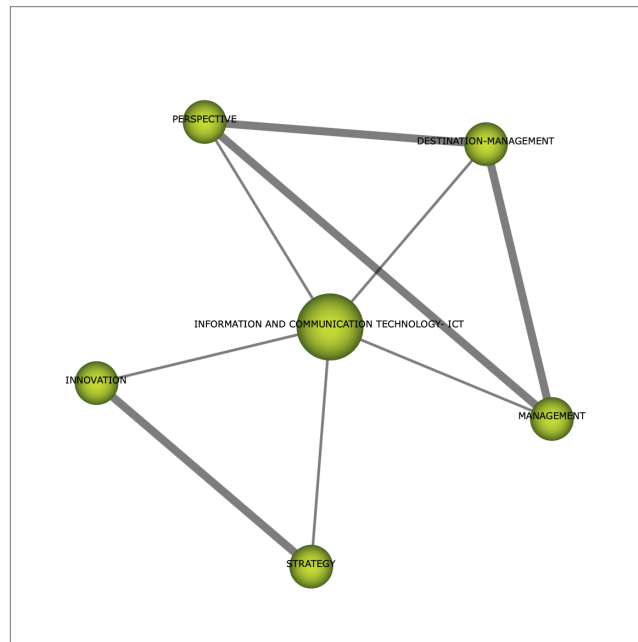 PERSPECTIVE
DESTINATION-MANAGEMENT
INFORMATION AND COMMUNICATION TECHNOLOGY- ICT
INNOVATION
MANAGEMENT
STRATEGY